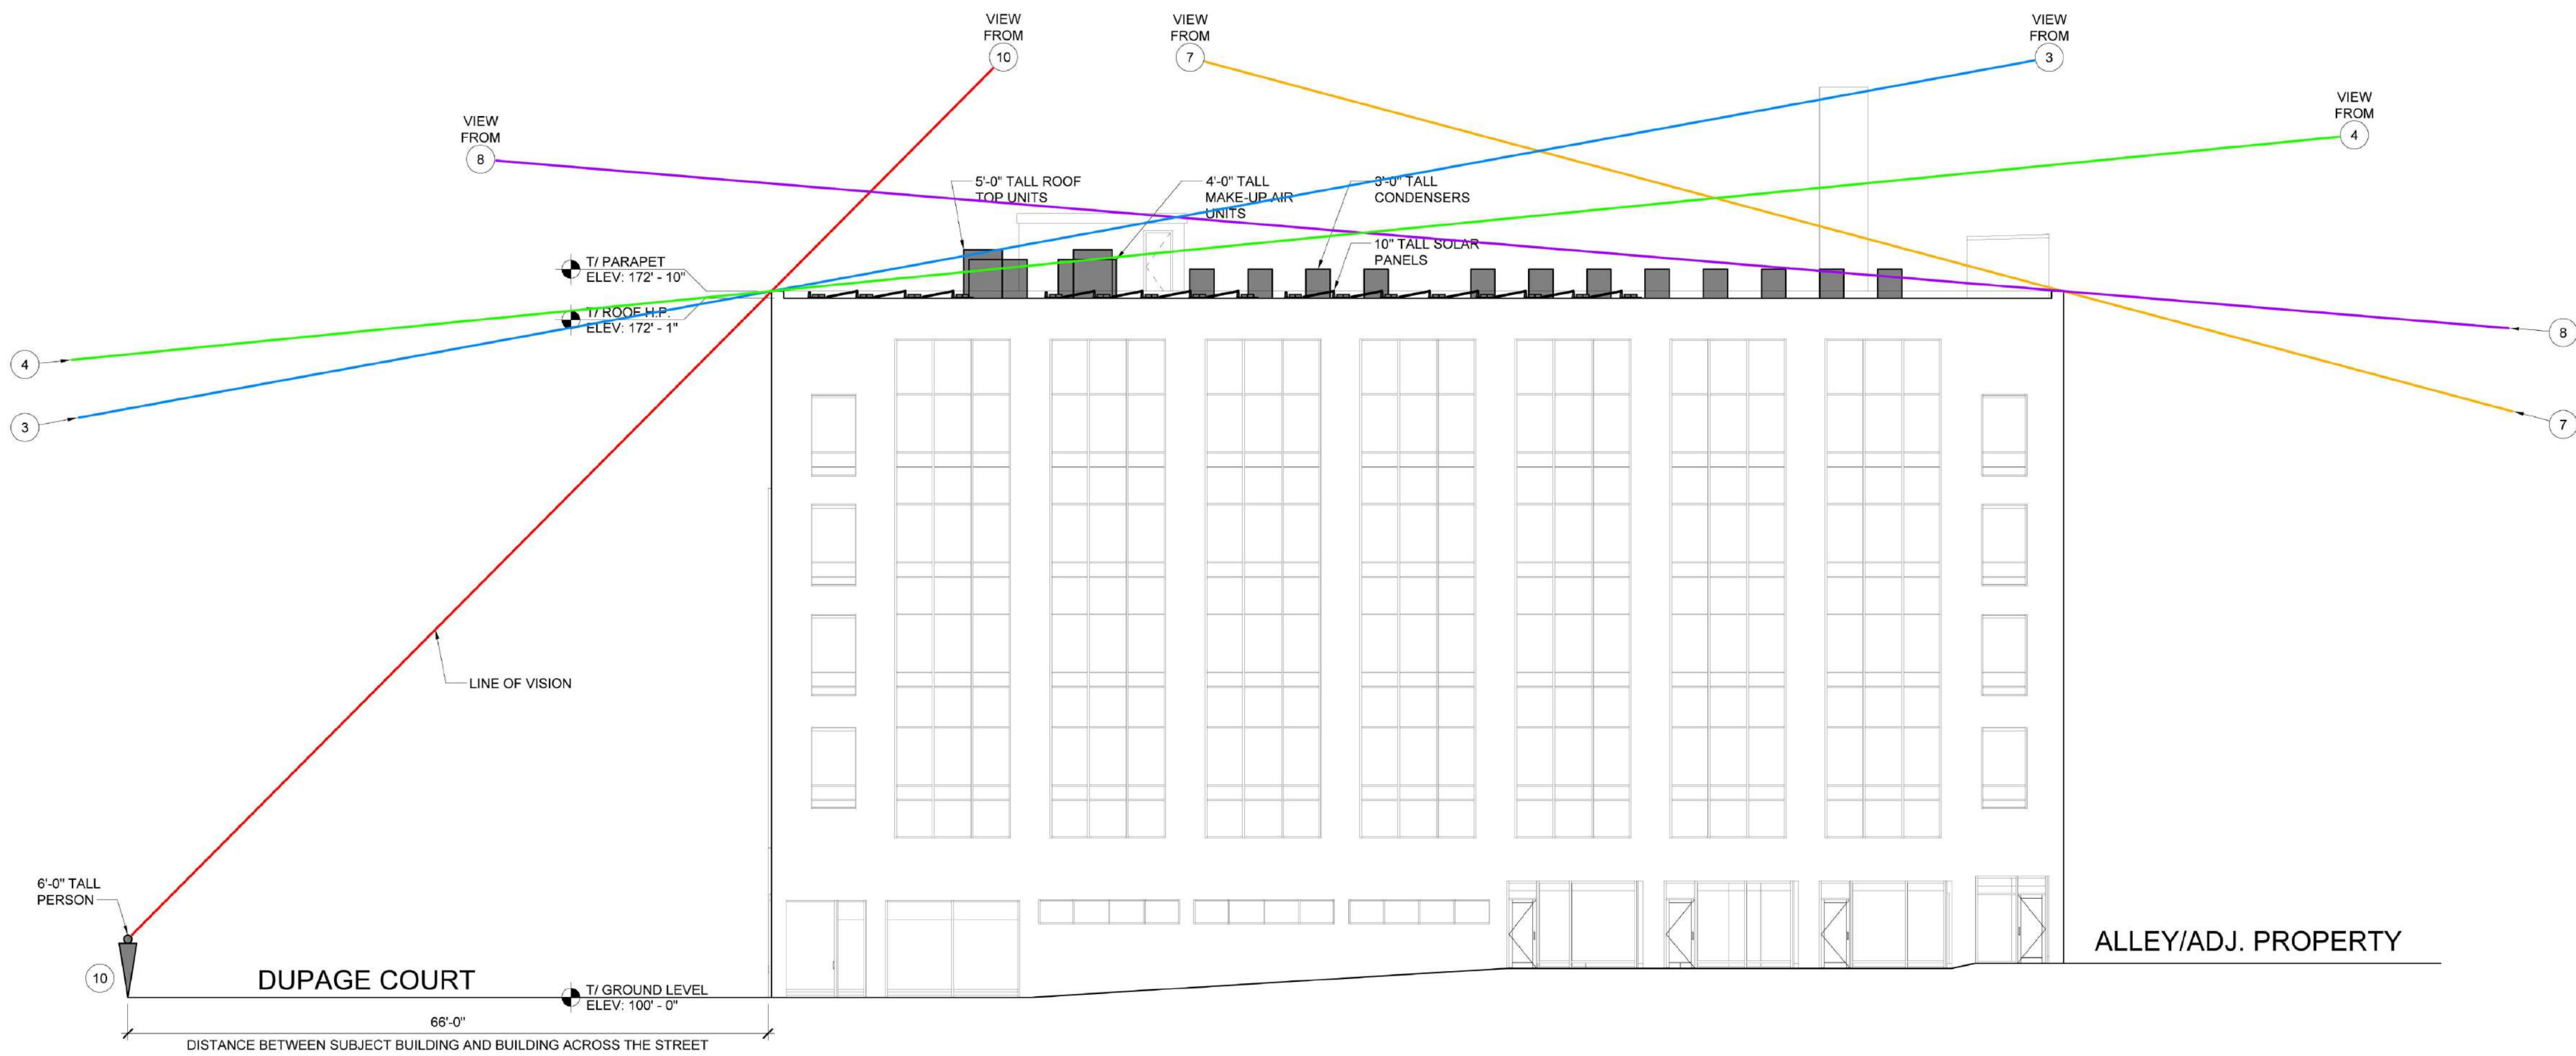 VIEW
FROM
10
VIEW
FROM
7
VIEW
FROM
3
VIEW
FROM
4
VIEW
FROM
8
5'-0" TALL ROOF
TOP UNITS
4'-0" TALL
MAKE-UP AIR
UNITS
3'-0" TALL
CONDENSERS
10" TALL SOLAR
PANELS
T/ PARAPET
ELEV: 172' - 10"
T/ ROOF H.P.
ELEV: 172' - 1"
4
3
8
7
LINE OF VISION
6'-0" TALL
PERSON
10
DUPAGE COURT
T/ GROUND LEVEL
ELEV: 100' - 0"
ALLEY/ADJ. PROPERTY
66'-0"
DISTANCE BETWEEN SUBJECT BUILDING AND BUILDING ACROSS THE STREET